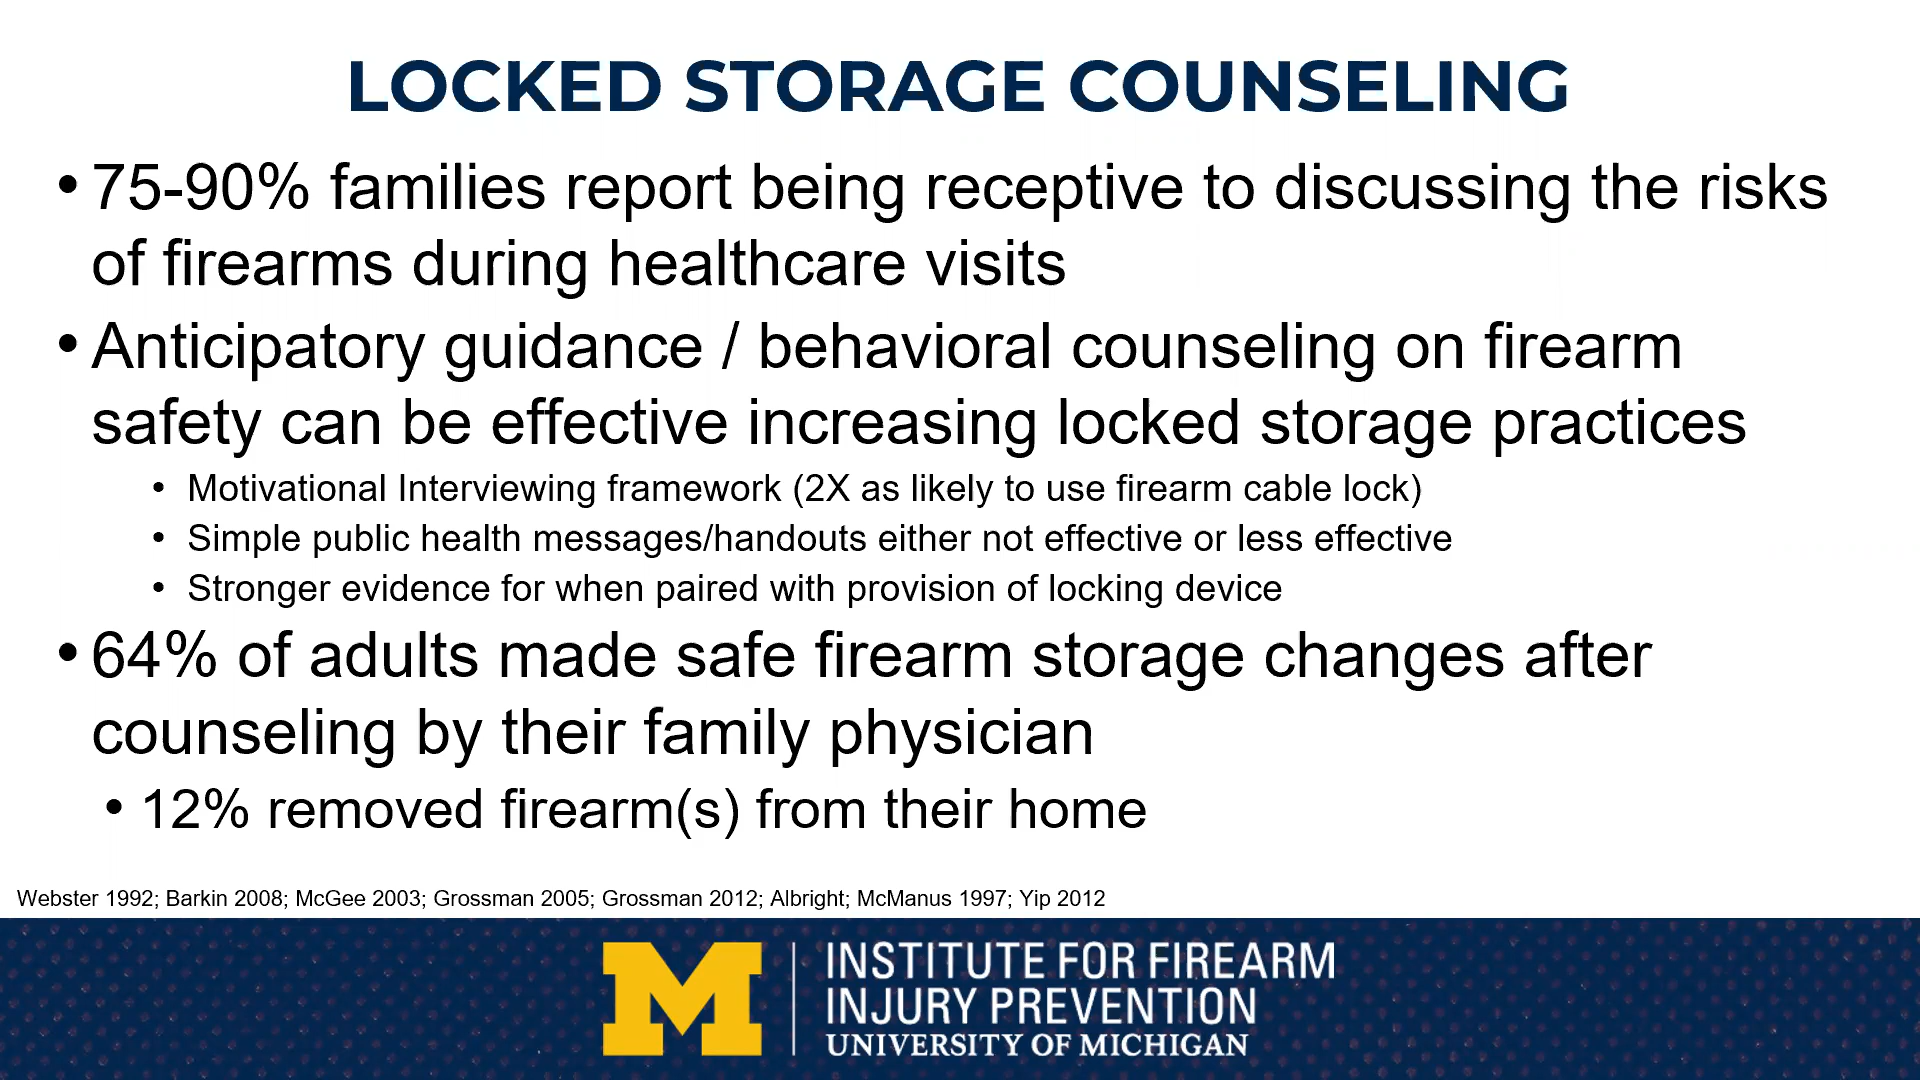 LOCKED STORAGE COUNSELING
• 75-90% families report being receptive to discussing the risks
of firearms during healthcare visits
• Anticipatory guidance / behavioral counseling on firearm
safety can be effective increasing locked storage practices
• Motivational Interviewing framework (2X as likely to use firearm cable lock)
• Simple public health messages/handouts either not effective or less effective
• Stronger evidence for when paired with provision of locking device
• 64% of adults made safe firearm storage changes after
counseling by their family physician
• 12% removed firearm(s) from their home
Webster 1992; Barkin 2008; McGee 2003; Grossman 2005; Grossman 2012; Albright; McManus 1997; Yip 2012
M
INSTITUTE FOR FIREARM
INJURY PREVENTION
UNIVERSITY OF MICHIGAN